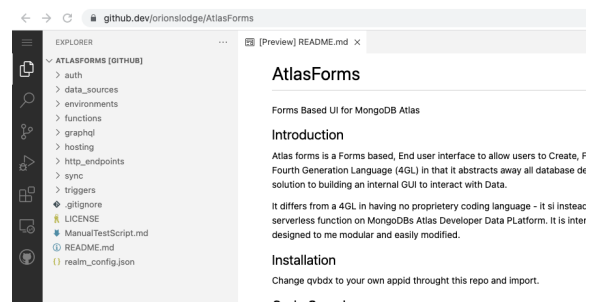 github.dev/orionslodge/AtlasForms
EXPLORER
[Preview] README.md
ATLASFORMS [GITHUB]
auth
data_sources
environments
functions
graphql
hosting
http_endpoints
sync
triggers
.gitignore
LICENSE
ManualTestScript.md
README.md
realm_config.json
AtlasForms
Forms Based UI for MongoDB Atlas
Introduction
Atlas forms is a Forms based, End user interface to allow users to Create, F
Fourth Generation Language (4GL) in that it abstracts away all database de
solution to building an internal GUI to interact with Data.
It differs from a 4GL in having no proprietery coding language - it si instead
serverless function on MongoDBs Atlas Developer Data PLatform. It is inter
designed to me modular and easily modified.
Installation
Change qvbdx to your own appid throught this repo and import.